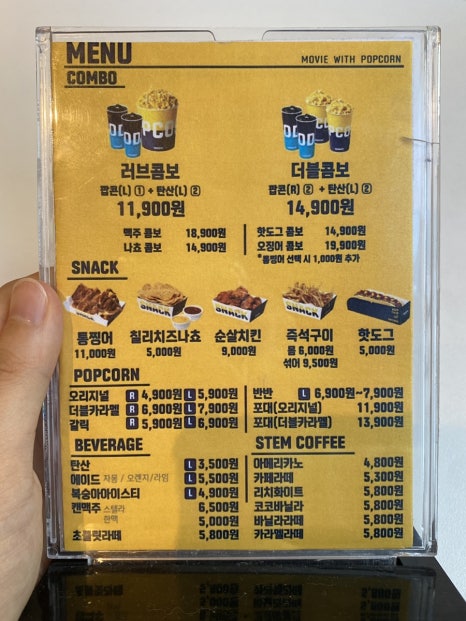 MENU
MOVIE WITH POPCORN
COMBO
러브콤보
팝콘(L) ① + 탄산(L) ②
11,900원
더블콤보
팝콘(R) ② + 탄산(L) ②
14,900원
맥주 콤보 18,900원
나쵸 콤보 14,900원
핫도그 콤보 14,900원
오징어 콤보 19,900원
*통찡어 선택 시 1,000원 추가
SNACK
통찡어
11,000원
칠리치즈나쵸
5,000원
순살치킨
9,000원
즉석구이
몸 6,000원
섞어 9,500원
핫도그
5,000원
POPCORN
오리지널 R 4,900원 L 5,900원
더블카라멜 R 6,900원 L 7,900원
갈릭 R 5,900원 L 6,900원
반반 L 6,900원~7,900원
포대(오리지널) 11,900원
포대(더블카라멜) 13,900원
BEVERAGE
탄산 L 3,500원
에이드 자몽 / 오렌지/라임 L 5,500원
복숭아아이스티 L 4,900원
캔맥주 스텔라 6,500원
한맥 5,000원
초콜릿라떼 5,800원
STEM COFFEE
아메리카노 4,800원
카페라떼 5,300원
리치화이트 5,800원
코코바닐라 5,800원
바닐라라떼 5,800원
카라멜라떼 5,800원